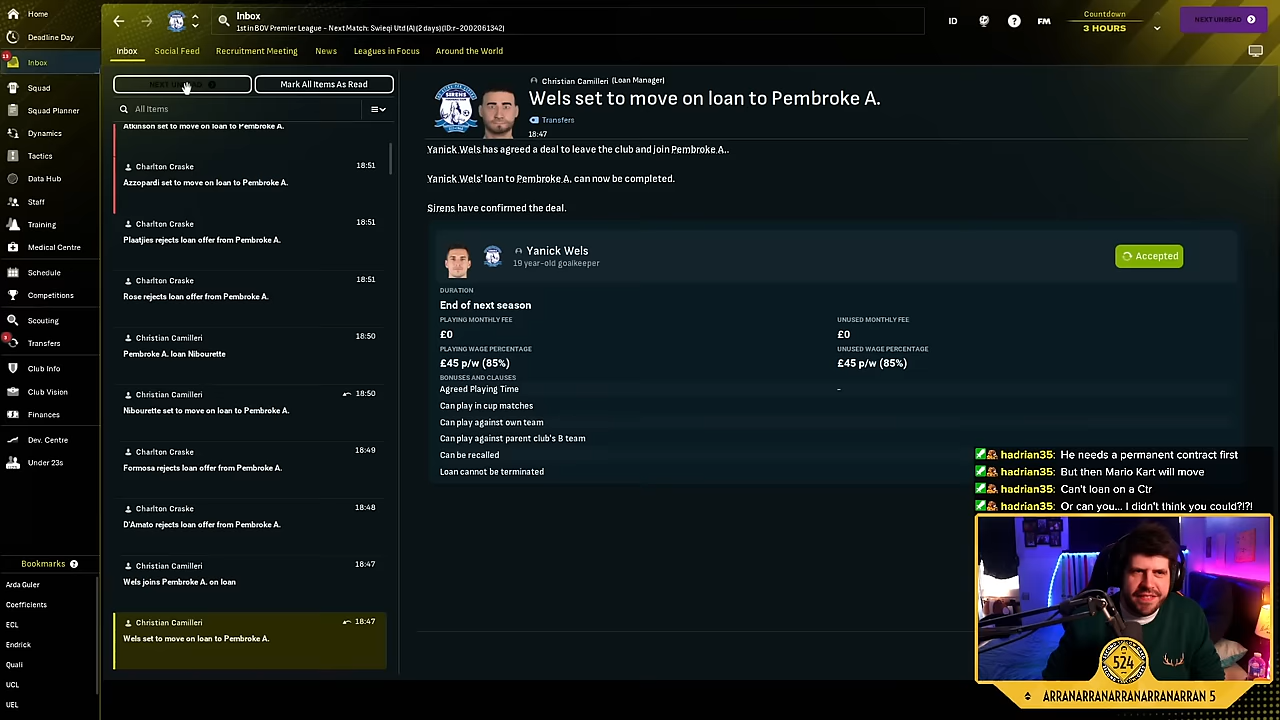 Home
Deadline Day
13
Inbox
Squad
Squad Planner
Dynamics
Tactics
Data Hub
Staff
Training
Medical Centre
Schedule
Competitions
Scouting
Transfers
Club Info
Club Vision
Finances
Dev. Centre
Under 23s
Bookmarks
Arda Guler
Coefficients
ECL
Endrick
Quali
UCL
UEL
Inbox
1st in BOV Premier League - Next Match: Swieqi Utd (A) (2 days) (ID:r-2002061342)
ID
FM
Countdown
3 HOURS
NEXT UNREAD
Inbox
Social Feed
Recruitment Meeting
News
Leagues in Focus
Around the World
NEXT UNREAD
Mark All Items As Read
All Items
Atkinson set to move on loan to Pembroke A.
Charlton Craske 18:51
Azzopardi set to move on loan to Pembroke A.
Charlton Craske 18:51
Plaatjies rejects loan offer from Pembroke A.
Charlton Craske 18:51
Rose rejects loan offer from Pembroke A.
Christian Camilleri 18:50
Pembroke A. loan Nibourette
Christian Camilleri 18:50
Nibourette set to move on loan to Pembroke A.
Charlton Craske 18:49
Formosa rejects loan offer from Pembroke A.
Charlton Craske 18:48
D'Amato rejects loan offer from Pembroke A.
Christian Camilleri 18:47
Wels joins Pembroke A. on loan
Christian Camilleri 18:47
Wels set to move on loan to Pembroke A.
SIRENS
Christian Camilleri (Loan Manager)
Wels set to move on loan to Pembroke A.
Transfers
18:47
Yanick Wels has agreed a deal to leave the club and join Pembroke A..
Yanick Wels' loan to Pembroke A. can now be completed.
Sirens have confirmed the deal.
Yanick Wels
19 year-old goalkeeper
Accepted
DURATION
End of next season
PLAYING MONTHLY FEE
£0
UNUSED MONTHLY FEE
£0
PLAYING WAGE PERCENTAGE
£45 p/w (85%)
UNUSED WAGE PERCENTAGE
£45 p/w (85%)
BONUSES AND CLAUSES
Agreed Playing Time -
Can play in cup matches
Can play against own team
Can play against parent club's B team
Can be recalled
Loan cannot be terminated
hadrian35: He needs a permanent contract first
hadrian35: But then Mario Kart will move
hadrian35: Can't loan on a Ctr
hadrian35: Or can you... I didn't think you could?!?!
524
ARRANARRANARRANARRANARRAN 5